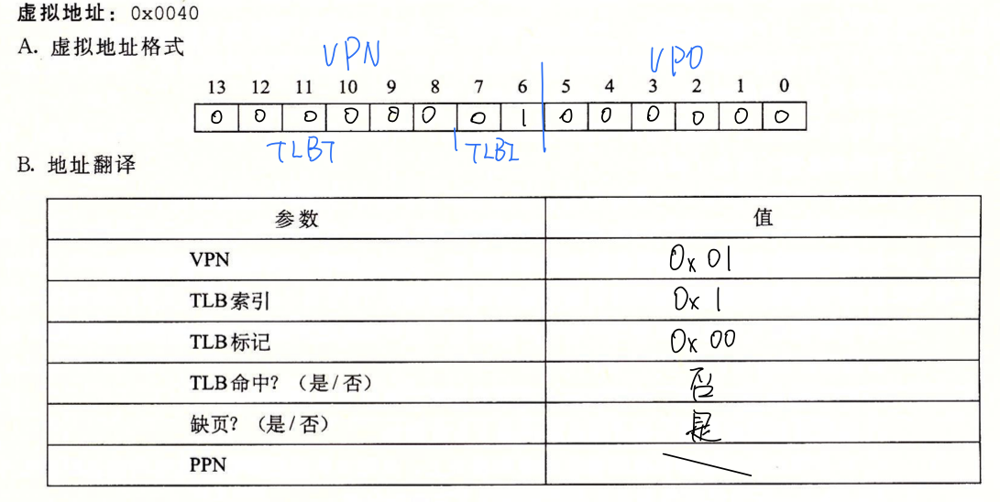 虚拟地址：0x0040
A. 虚拟地址格式
VPN VPO
13 12 11 10 9 8 7 6 5 4 3 2 1 0
0 0 0 0 0 0 0 1 0 0 0 0 0 0
TLBT TLBI
B. 地址翻译
参数 值
VPN 0x 01
TLB索引 0x 1
TLB标记 0x 00
TLB命中？（是/否） 否
缺页？（是/否） 是
PPN